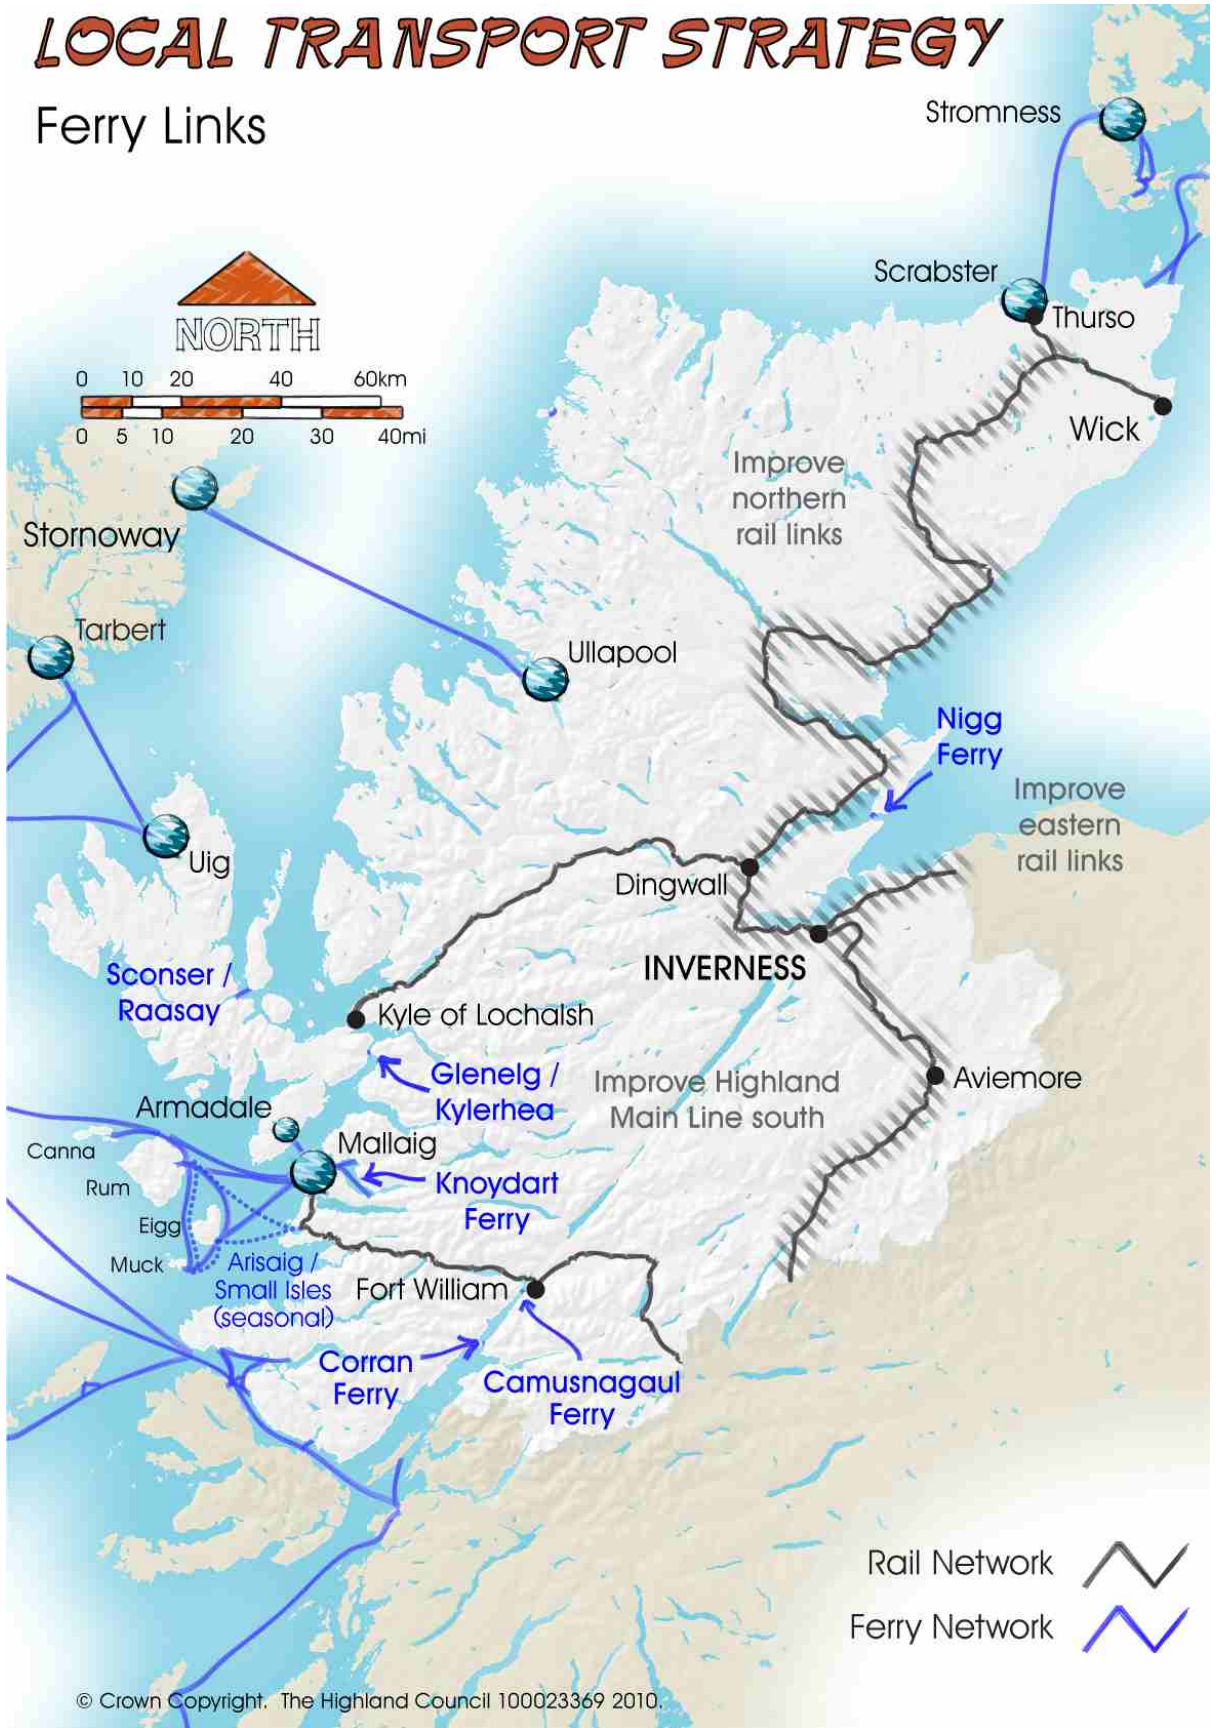 LOCAL TRANSPORT STRATEGY
Ferry Links
Stromness
Scrabster
Thurso
Wick
NORTH
0 10 20 40 60km
0 5 10 20 30 40mi
Improve
northern
rail links
Stornoway
Tarbert
Ullapool
Nigg
Ferry
Improve
eastern
rail links
Uig
Dingwall
INVERNESS
Sconser /
Raasay
Kyle of Lochalsh
Glenelg /
Kylerhea
Improve Highland
Main Line south
Aviemore
Armadale
Mallaig
Canna
Rum
Knoydart
Ferry
Eigg
Muck
Arisaig /
Small Isles
(seasonal)
Fort William
Corran
Ferry
Camusnagaul
Ferry
Rail Network
Ferry Network
© Crown Copyright. The Highland Council 100023369 2010.